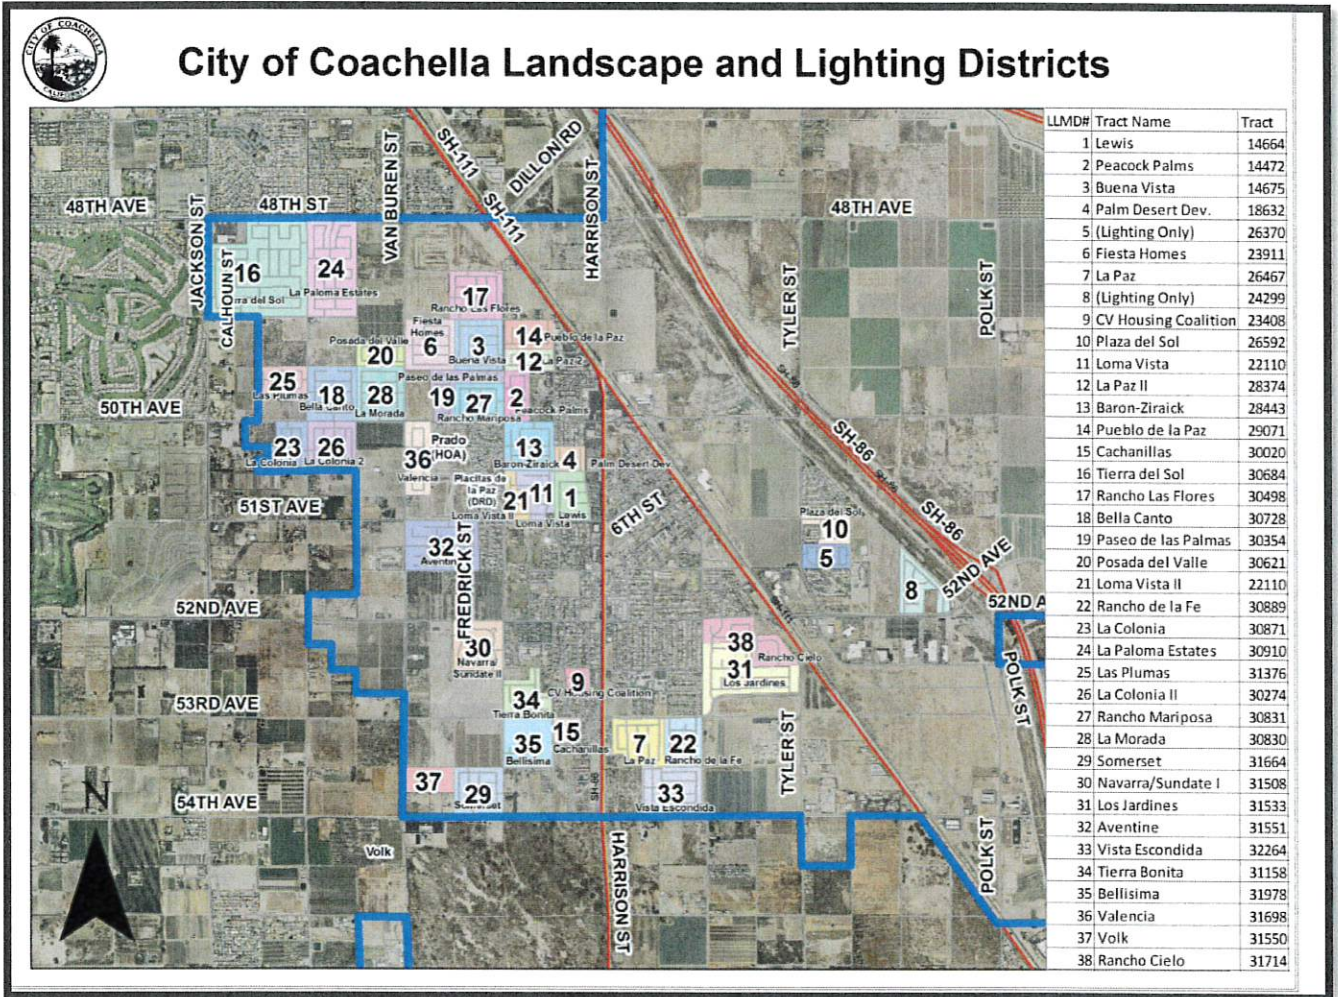 CITY OF COACHELLA
CALIFORNIA
City of Coachella Landscape and Lighting Districts
SH-111
DILLON RD
VAN BUREN ST
HARRISON ST
48TH AVE
48TH ST
SH-111
48TH AVE
JACKSON ST
CALHOUN ST
TYLER ST
POLK ST
16
24
La Paloma Estates
17
Rancho Las Flores
Fiesta
Homes
6
3
Buena Vista
14
Pueblo de la Paz
Posada del Valle
20
12
La Paz 2
25
Las Plumas
18
Bella Canto
28
La Morada
Paseo de las Palmas
19
27
Rancho Mariposa
2
Peacock Palms
50TH AVE
SH-86
23
La Colonia
26
La Colonia 2
36
Valencia
Prado
(HOA)
13
Baron-Ziraick
4
Palm Desert Dev
Placitas de
la Paz
(DRD)
21
11
1
Loma Vista II
Loma Vista
Lewis
51ST AVE
6TH ST
Plaza del Sol
10
5
SH-86
32
Aventine
FREDRICK ST
8
52ND AVE
52ND AVE
52ND A
SH-111
30
Navarra/
Sundate II
38
Rancho Cielo
31
Los Jardines
POLK ST
9
CV Housing Coalition
34
Tierra Bonita
53RD AVE
15
Cachanillas
35
Bellisima
7
La Paz
22
Rancho de la Fe
TYLER ST
37
29
Somerset
SH-86
33
Vista Escondida
N
54TH AVE
Volk
HARRISON ST
POLK ST
LLMD# Tract Name Tract
1 Lewis 14664
2 Peacock Palms 14472
3 Buena Vista 14675
4 Palm Desert Dev. 18632
5 (Lighting Only) 26370
6 Fiesta Homes 23911
7 La Paz 26467
8 (Lighting Only) 24299
9 CV Housing Coalition 23408
10 Plaza del Sol 26592
11 Loma Vista 22110
12 La Paz II 28374
13 Baron-Ziraick 28443
14 Pueblo de la Paz 29071
15 Cachanillas 30020
16 Tierra del Sol 30684
17 Rancho Las Flores 30498
18 Bella Canto 30728
19 Paseo de las Palmas 30354
20 Posada del Valle 30621
21 Loma Vista II 22110
22 Rancho de la Fe 30889
23 La Colonia 30871
24 La Paloma Estates 30910
25 Las Plumas 31376
26 La Colonia II 30274
27 Rancho Mariposa 30831
28 La Morada 30830
29 Somerset 31664
30 Navarra/Sundate I 31508
31 Los Jardines 31533
32 Aventine 31551
33 Vista Escondida 32264
34 Tierra Bonita 31158
35 Bellisima 31978
36 Valencia 31698
37 Volk 31550
38 Rancho Cielo 31714